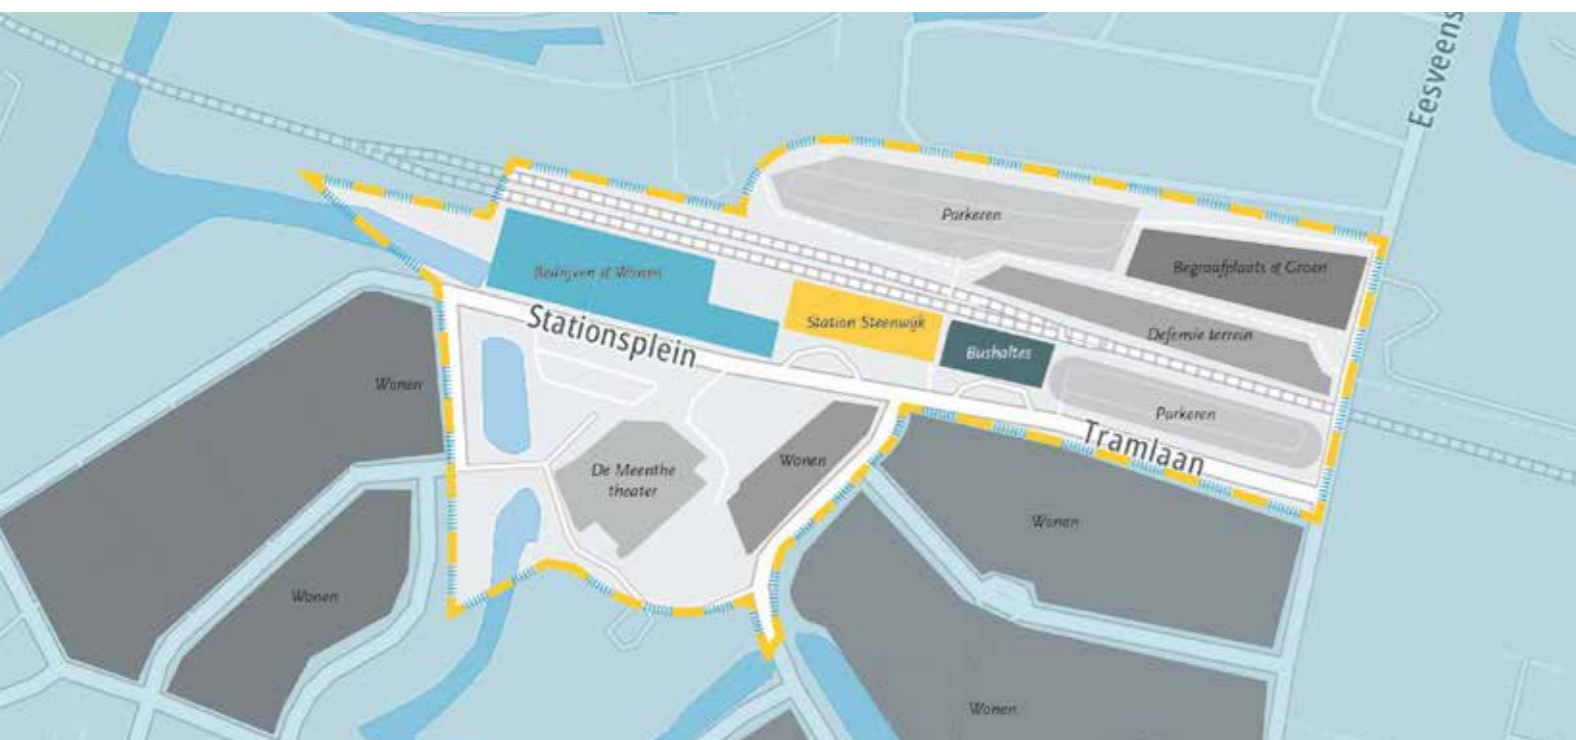 Eesveens
Parkeren
Begraafplaats & Groen
Bedrijven & Wonen
Stationsplein
Station Steenwijk
Defensie terrein
Bushaltes
Wonen
Parkeren
Tramlaan
Wonen
De Meenthe
theater
Wonen
Wonen
Wonen